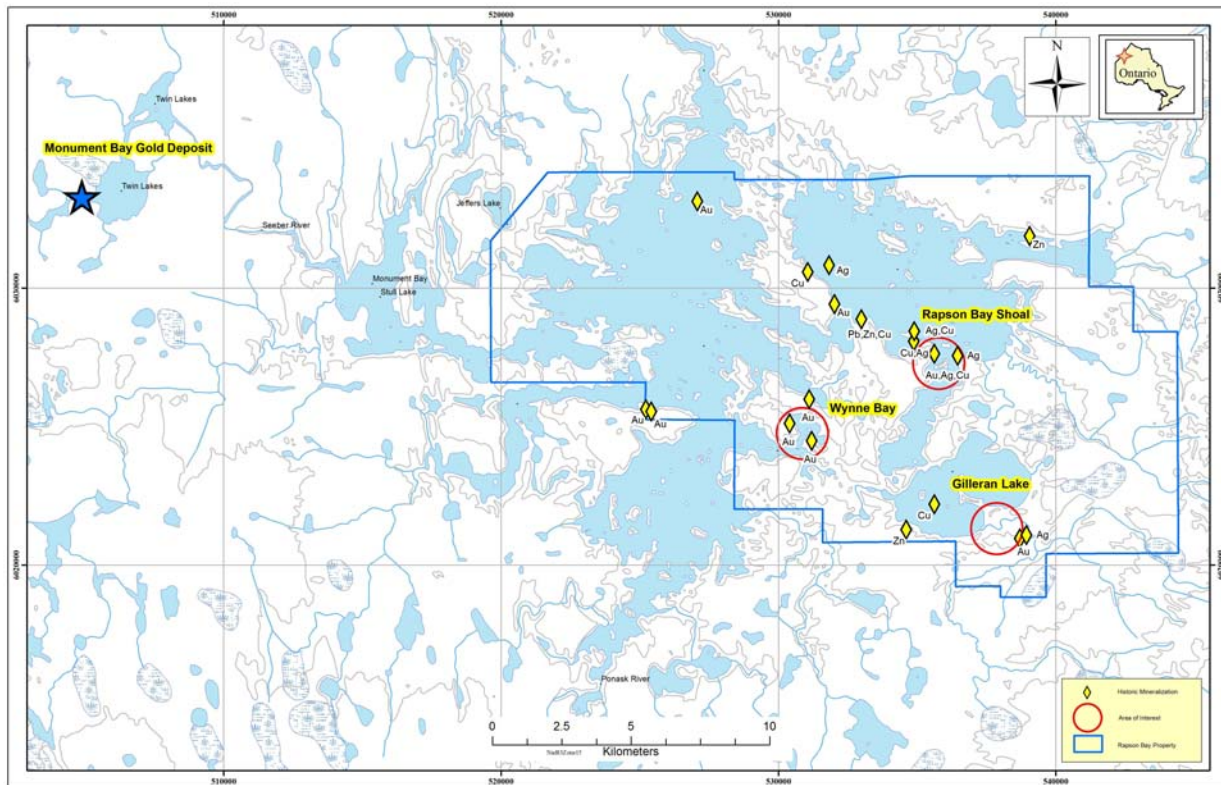 510000
520000
530000
540000
N
Ontario
Twin Lakes
Monument Bay Gold Deposit
Twin Lakes
Jeffers Lake
Au
Seeber River
Zn
Ag
Cu
Monument Bay
6030000
6030000
Stull Lake
Au
Rapson Bay Shoal
Pb,Zn,Cu
Ag,Cu
Cu,Ag
Ag
Au,Ag,Cu
Wynne Bay
Au
Au
Au
Au
Au
Gilleran Lake
Cu
Zn
Ag
Au
6020000
6020000
Ponask River
Historic Mineralization
Area of Interest
Rapson Bay Property
0
2.5
5
10
Kilometers
510000
520000
530000
540000